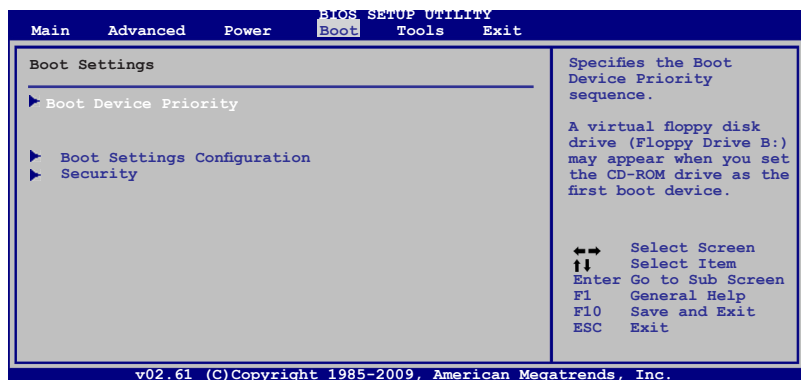 BIOS SETUP UTILITY
Main Advanced Power Boot Tools Exit
Boot Settings
Boot Device Priority
Boot Settings Configuration
Security
Specifies the Boot
Device Priority
sequence.
A virtual floppy disk
drive (Floppy Drive B:)
may appear when you set
the CD-ROM drive as the
first boot device.
←→ Select Screen
↑↓ Select Item
Enter Go to Sub Screen
F1 General Help
F10 Save and Exit
ESC Exit
v02.61 (C)Copyright 1985-2009, American Megatrends, Inc.